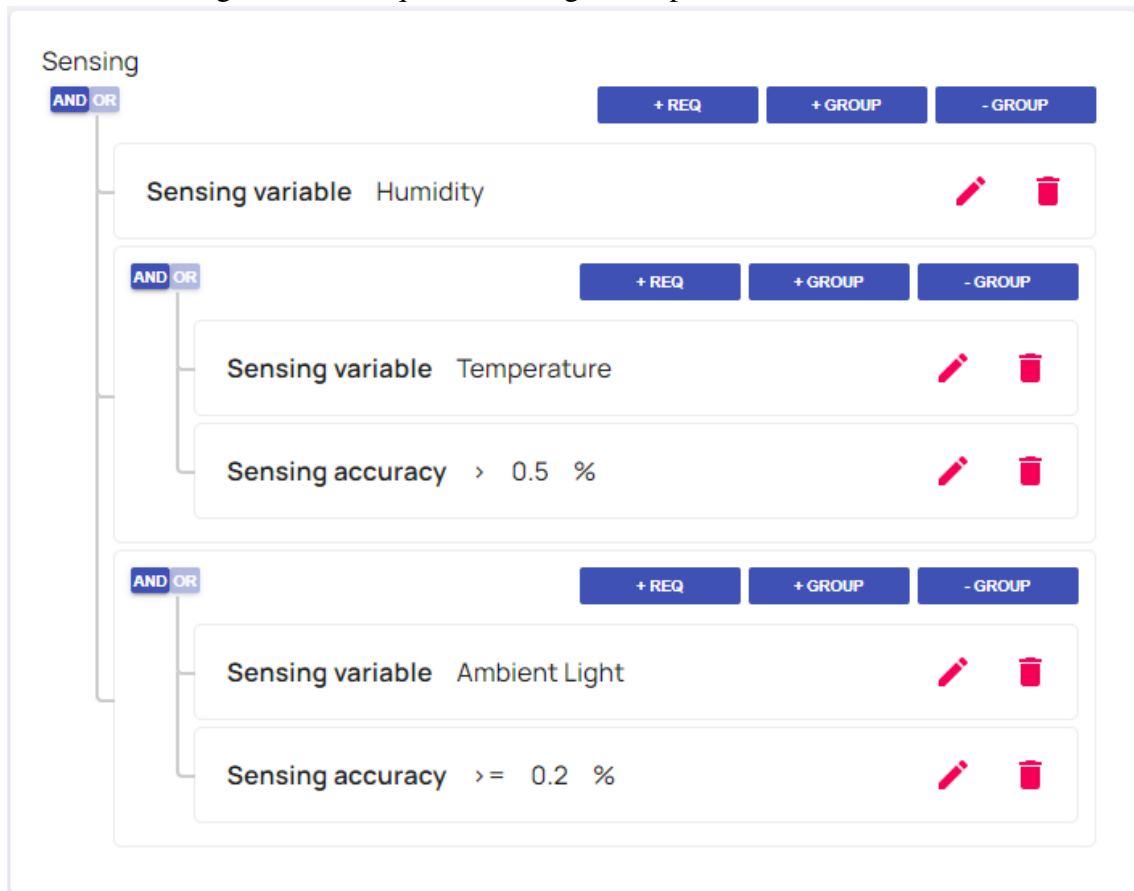 Sensing
AND OR + REQ + GROUP - GROUP
Sensing variable Humidity
AND OR + REQ + GROUP - GROUP
Sensing variable Temperature
Sensing accuracy > 0.5 %
AND OR + REQ + GROUP - GROUP
Sensing variable Ambient Light
Sensing accuracy >= 0.2 %